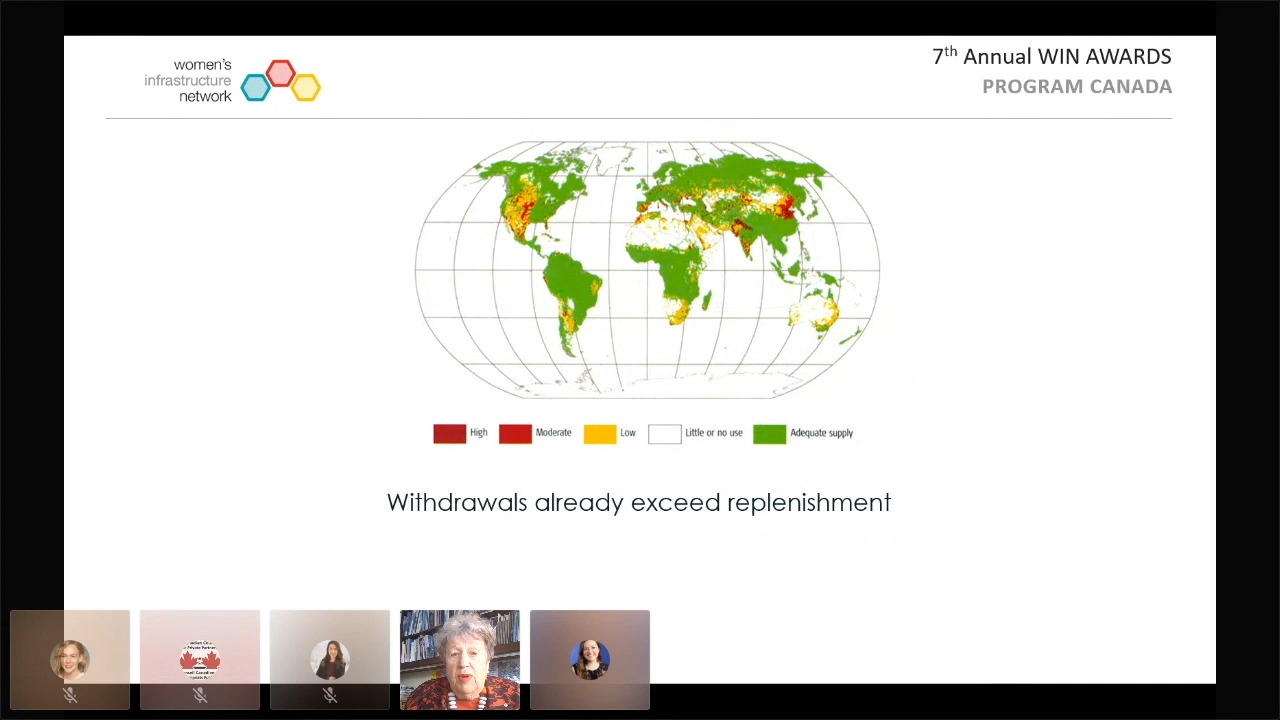 women's
infrastructure
network
7th Annual WIN AWARDS
PROGRAM CANADA
High
Moderate
Low
Little or no use
Adequate supply
Withdrawals already exceed replenishment